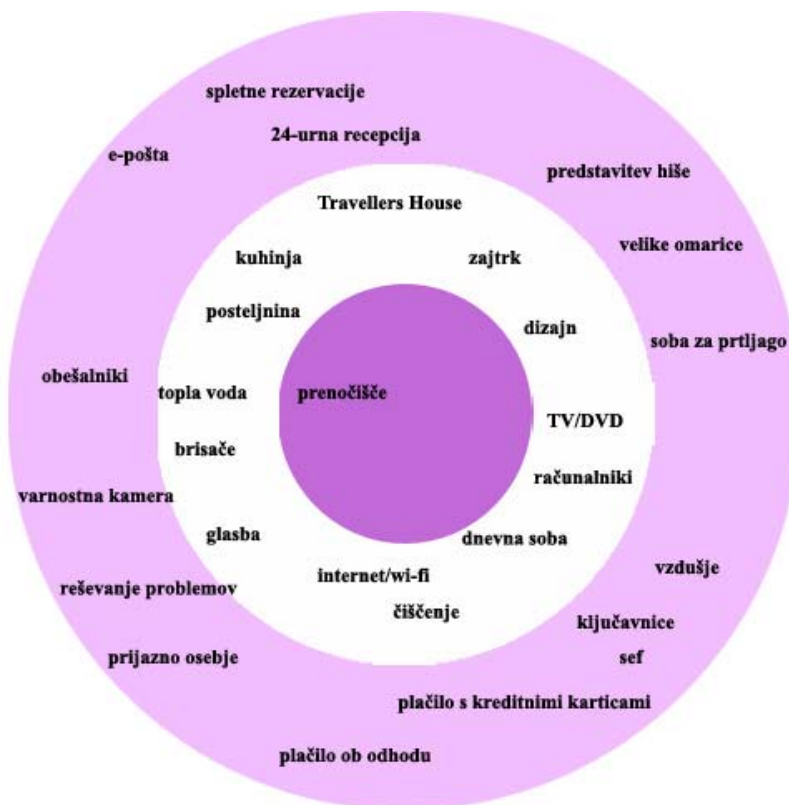 spletne rezervacije
24-urna recepcija
e-pošta
predstavitev hiše
Travellers House
velike omarice
kuhinja
zajtrk
posteljnina
dizajn
soba za prtljago
obešalniki
topla voda
prenočišče
TV/DVD
brisače
računalniki
varnostna kamera
glasba
dnevna soba
vzdušje
internet/wi-fi
reševanje problemov
čiščenje
ključavnice
prijazno osebje
sef
plačilo s kreditnimi karticami
plačilo ob odhodu